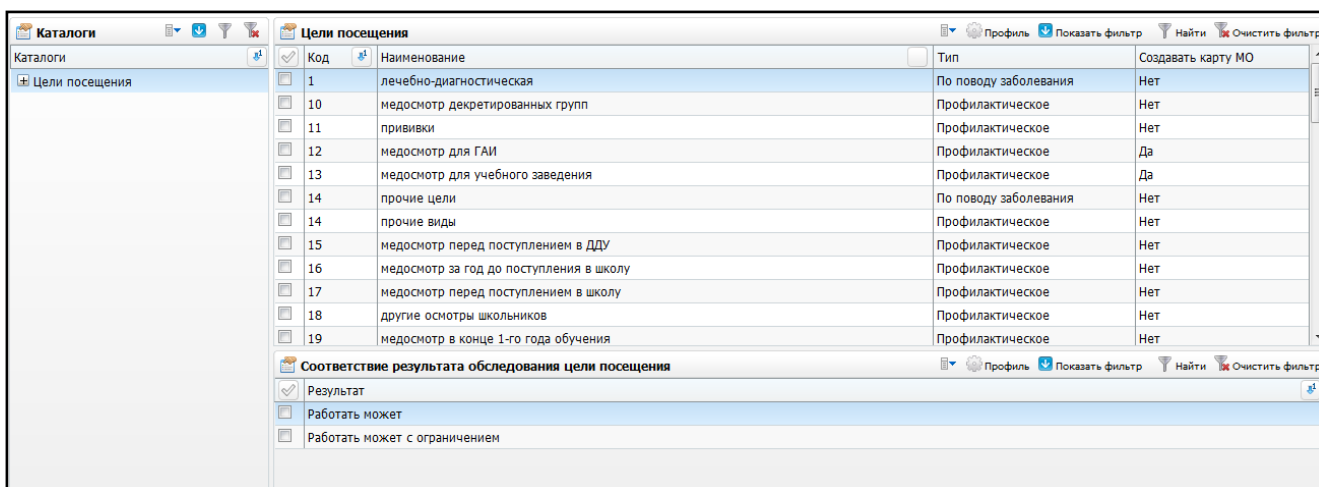 Каталоги
Каталоги
Цели посещения
Цели посещения Профиль Показать фильтр Найти Очистить фильтр
Код Наименование Тип Создавать карту МО
1 лечебно-диагностическая По поводу заболевания Нет
10 медосмотр декретированных групп Профилактическое Нет
11 прививки Профилактическое Нет
12 медосмотр для ГАИ Профилактическое Да
13 медосмотр для учебного заведения Профилактическое Да
14 прочие цели По поводу заболевания Нет
14 прочие виды Профилактическое Нет
15 медосмотр перед поступлением в ДДУ Профилактическое Нет
16 медосмотр за год до поступления в школу Профилактическое Нет
17 медосмотр перед поступлением в школу Профилактическое Нет
18 другие осмотры школьников Профилактическое Нет
19 медосмотр в конце 1-го года обучения Профилактическое Нет
Соответствие результата обследования цели посещения Профиль Показать фильтр Найти Очистить фильтр
Результат
Работать может
Работать может с ограничением